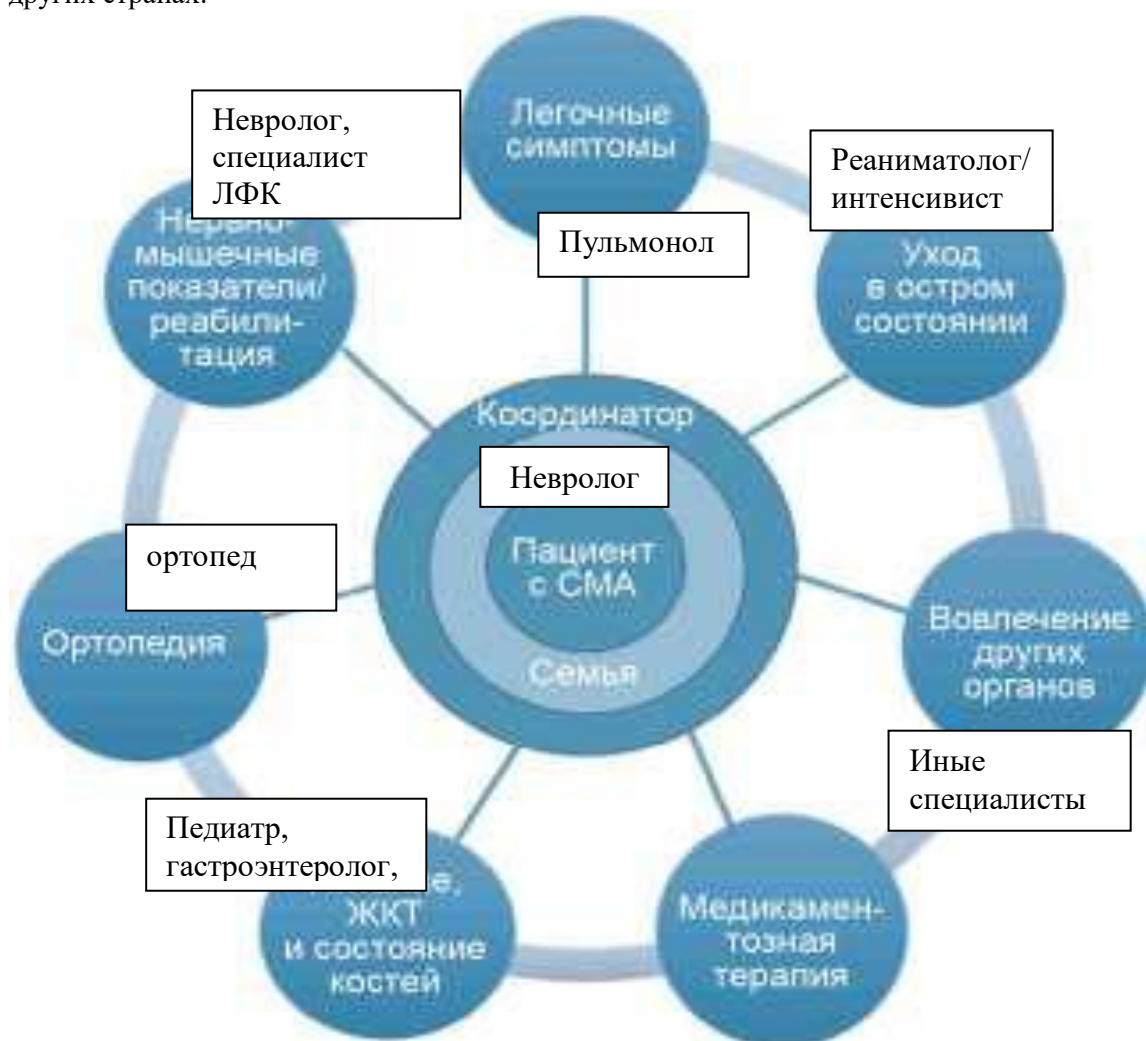 других странах.
Легочные
симптомы
Невролог,
специалист
ЛФК
Реаниматолог/
интенсивист
Нервно-
мышечные
показатели/
реабили-
тация
Пульмонол
Уход
в остром
состоянии
Координатор
Невролог
Пациент
с СМА
Семья
ортопед
Ортопедия
Вовлечение
других
органов
Иные
специалисты
Педиатр,
гастроэнтеролог,
ЖКТ
и состояние
костей
Медикамен-
тозная
терапия